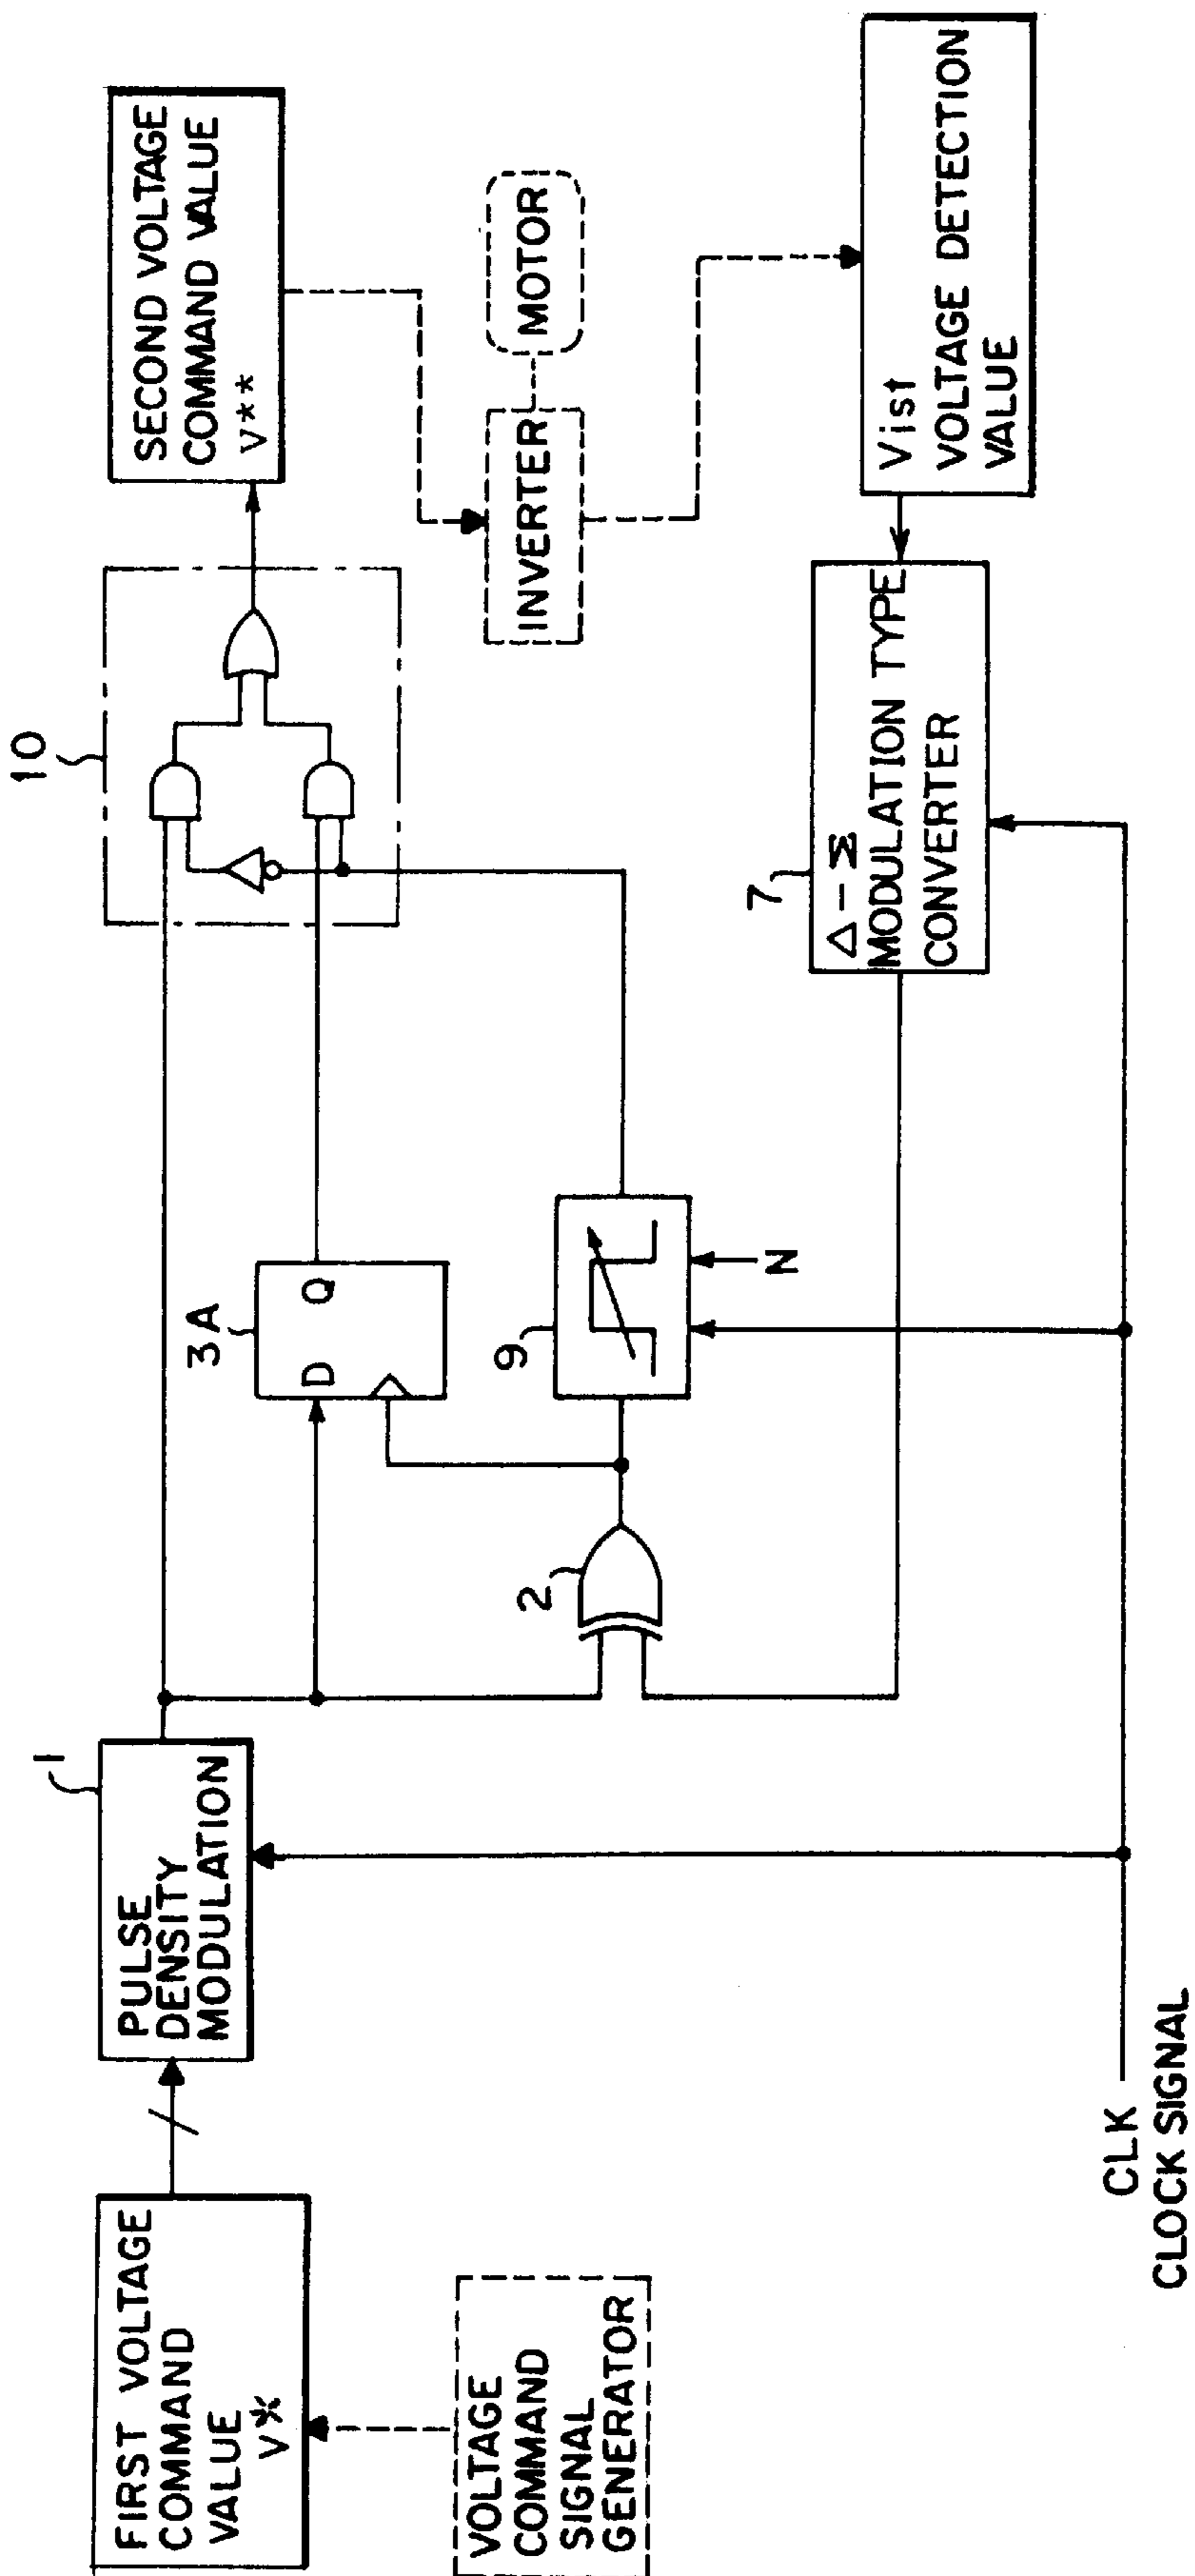 FIRST VOLTAGE
COMMAND
VALUE
V*
VOLTAGE
COMMAND
SIGNAL
GENERATOR
1
PULSE
DENSITY
MODULATION
CLK
CLOCK SIGNAL
2
3A
D Q
9
N
10
7
Δ-Σ
MODULATION TYPE
CONVERTER
SECOND VOLTAGE
COMMAND VALUE
V**
INVERTER
MOTOR
Vist
VOLTAGE DETECTION
VALUE